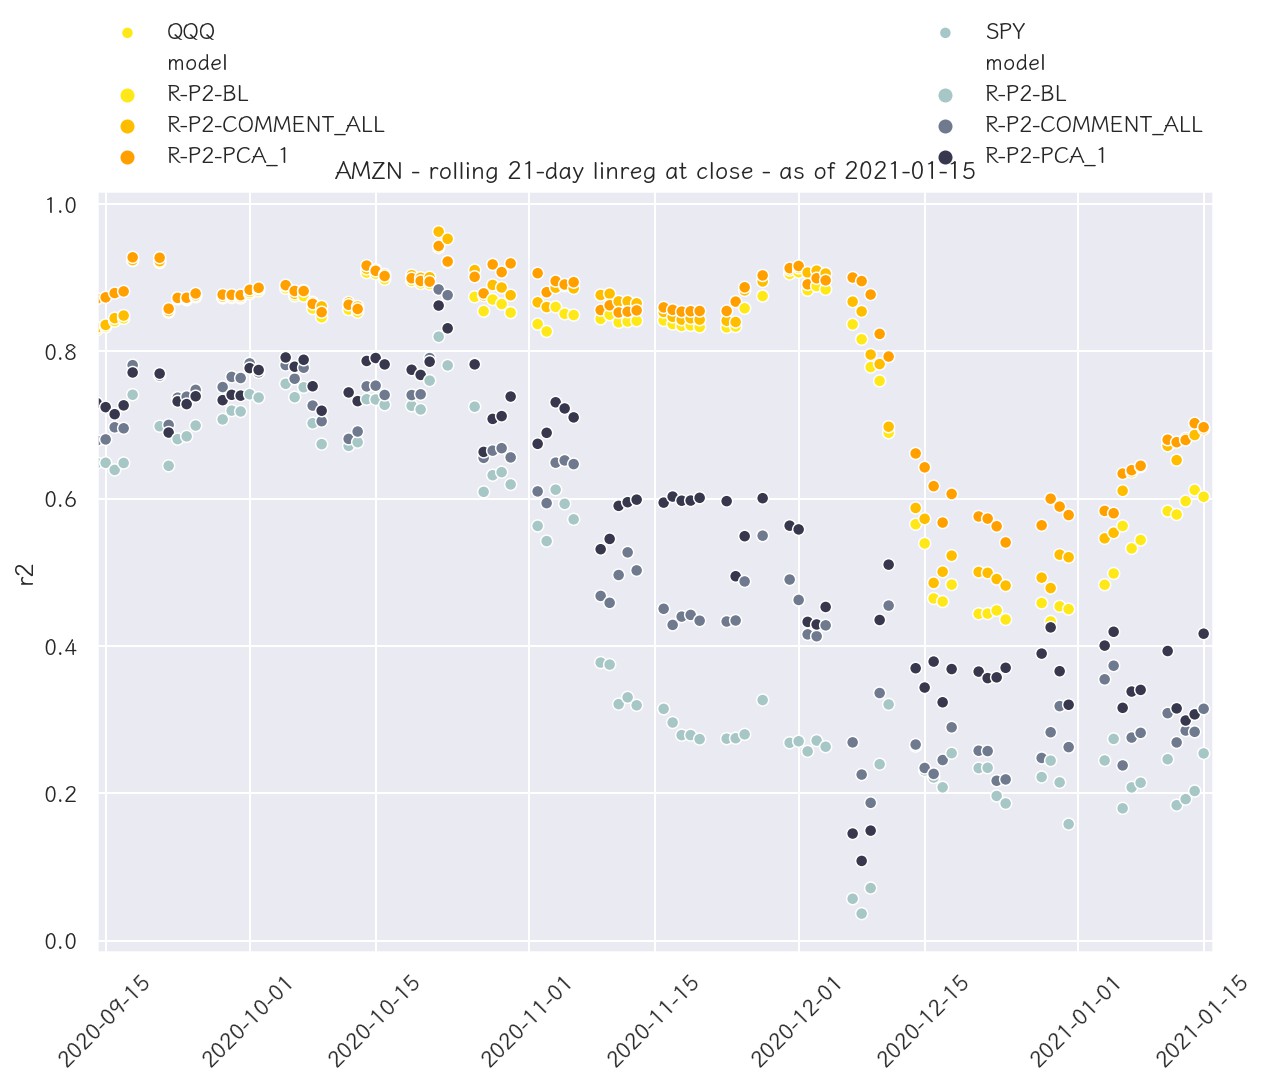 QQQ
model
R-P2-BL
R-P2-COMMENT_ALL
R-P2-PCA_1
SPY
model
R-P2-BL
R-P2-COMMENT_ALL
R-P2-PCA_1
AMZN - rolling 21-day linreg at close - as of 2021-01-15
1.0
0.8
0.6
0.4
0.2
0.0
r2
2020-09-15
2020-10-01
2020-10-15
2020-11-01
2020-11-15
2020-12-01
2020-12-15
2021-01-01
2021-01-15